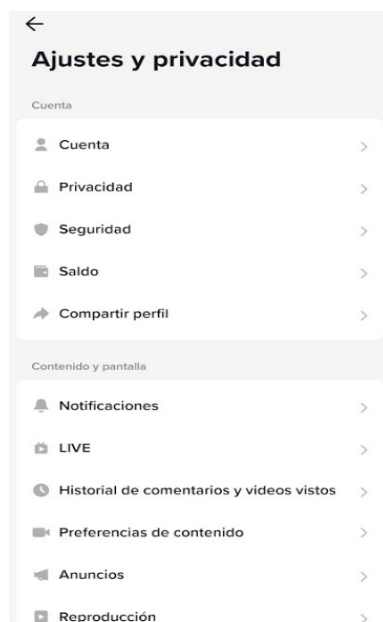 Ajustes y privacidad
Cuenta
Cuenta
Privacidad
Seguridad
Saldo
Compartir perfil
Contenido y pantalla
Notificaciones
LIVE
Historial de comentarios y videos vistos
Preferencias de contenido
Anuncios
Reproducción